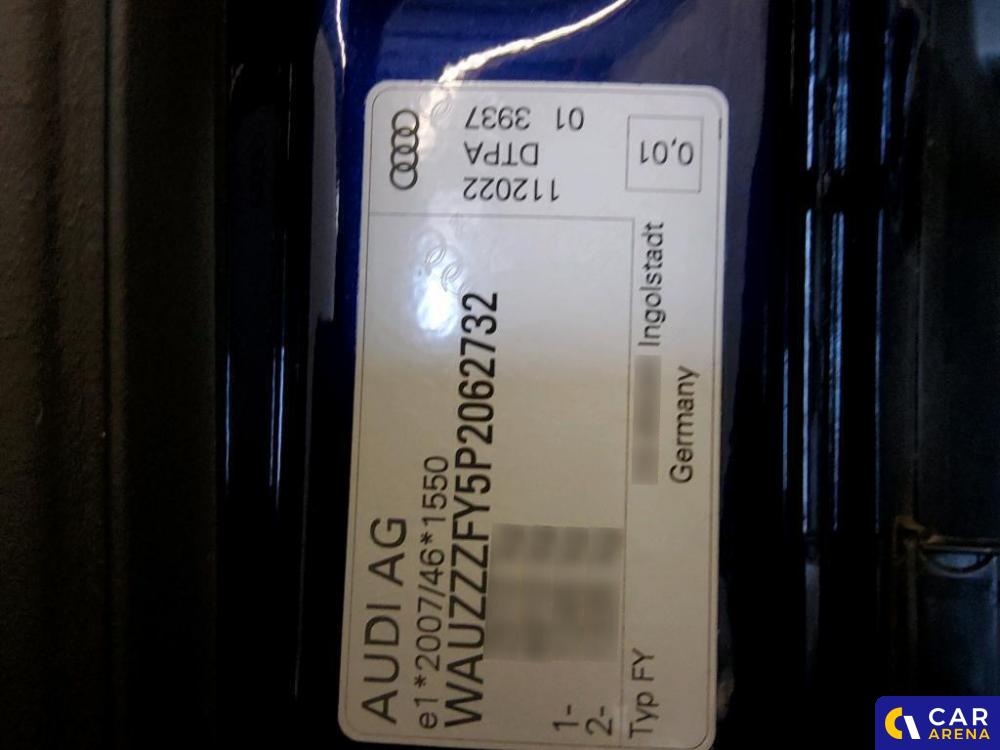 AUDI AG
e1*2007/46*1550
WAUZZZFY5P2062732
1-
2-
Typ FY
Ingolstadt
Germany
112022
DTPA
01 3937
0,01
CAR
ARENA